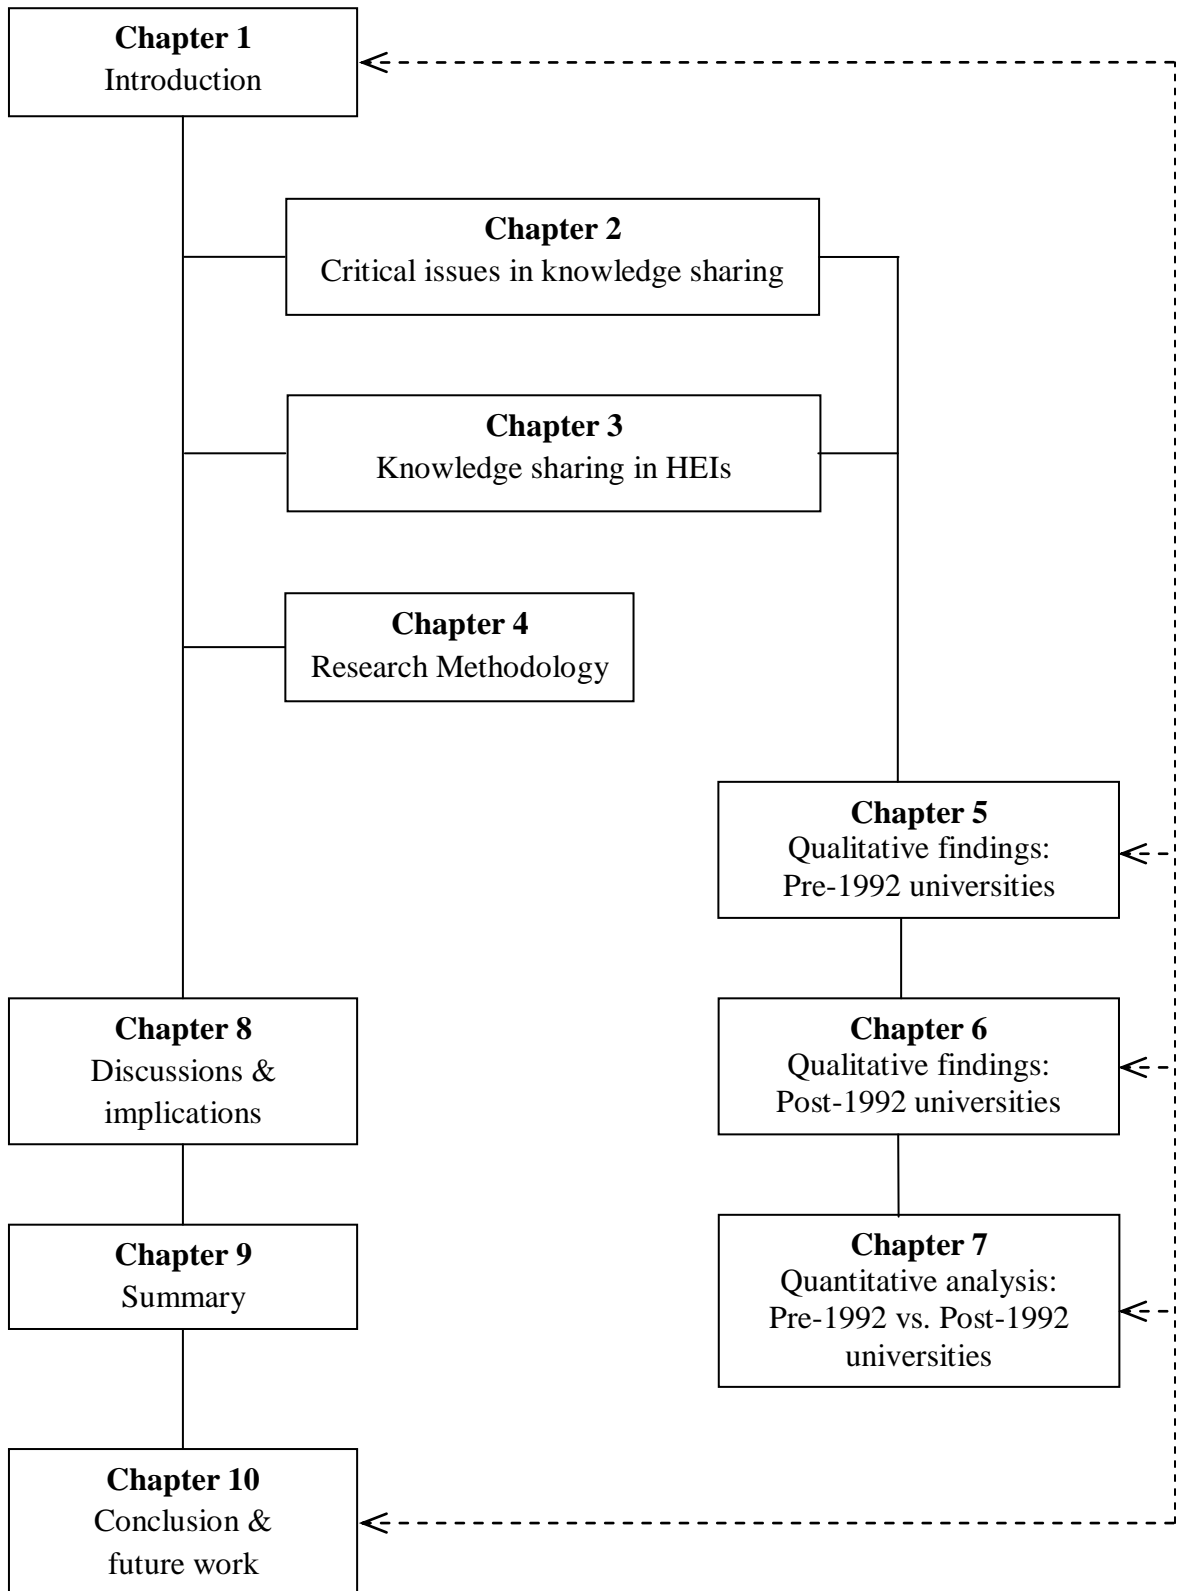 Chapter 1
Introduction
Chapter 2
Critical issues in knowledge sharing
Chapter 3
Knowledge sharing in HEIs
Chapter 4
Research Methodology
Chapter 5
Qualitative findings:
Pre-1992 universities
Chapter 6
Qualitative findings:
Post-1992 universities
Chapter 7
Quantitative analysis:
Pre-1992 vs. Post-1992
universities
Chapter 8
Discussions &
implications
Chapter 9
Summary
Chapter 10
Conclusion &
future work